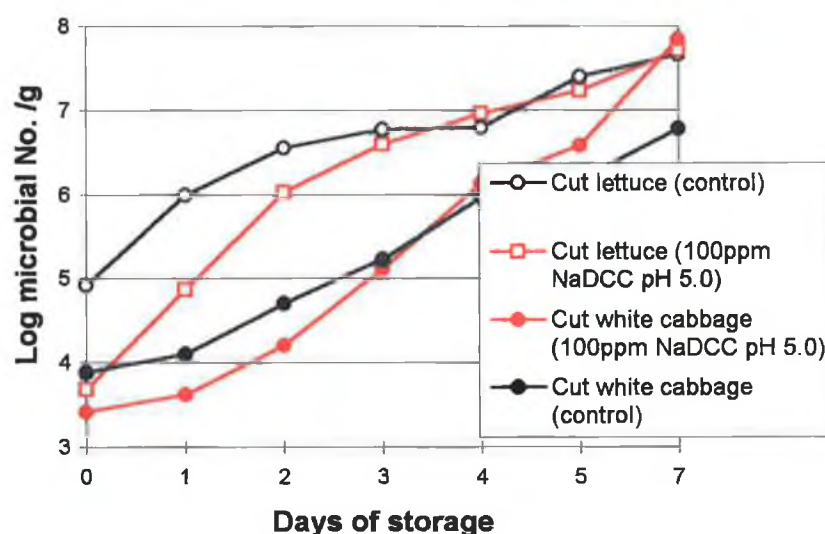 Log microbial No. /g
8
7
6
5
4
3
0 1 2 3 4 5 7
Days of storage
Cut lettuce (control)
Cut lettuce (100ppm
NaDCC pH 5.0)
Cut white cabbage
(100ppm NaDCC pH 5.0)
Cut white cabbage
(control)